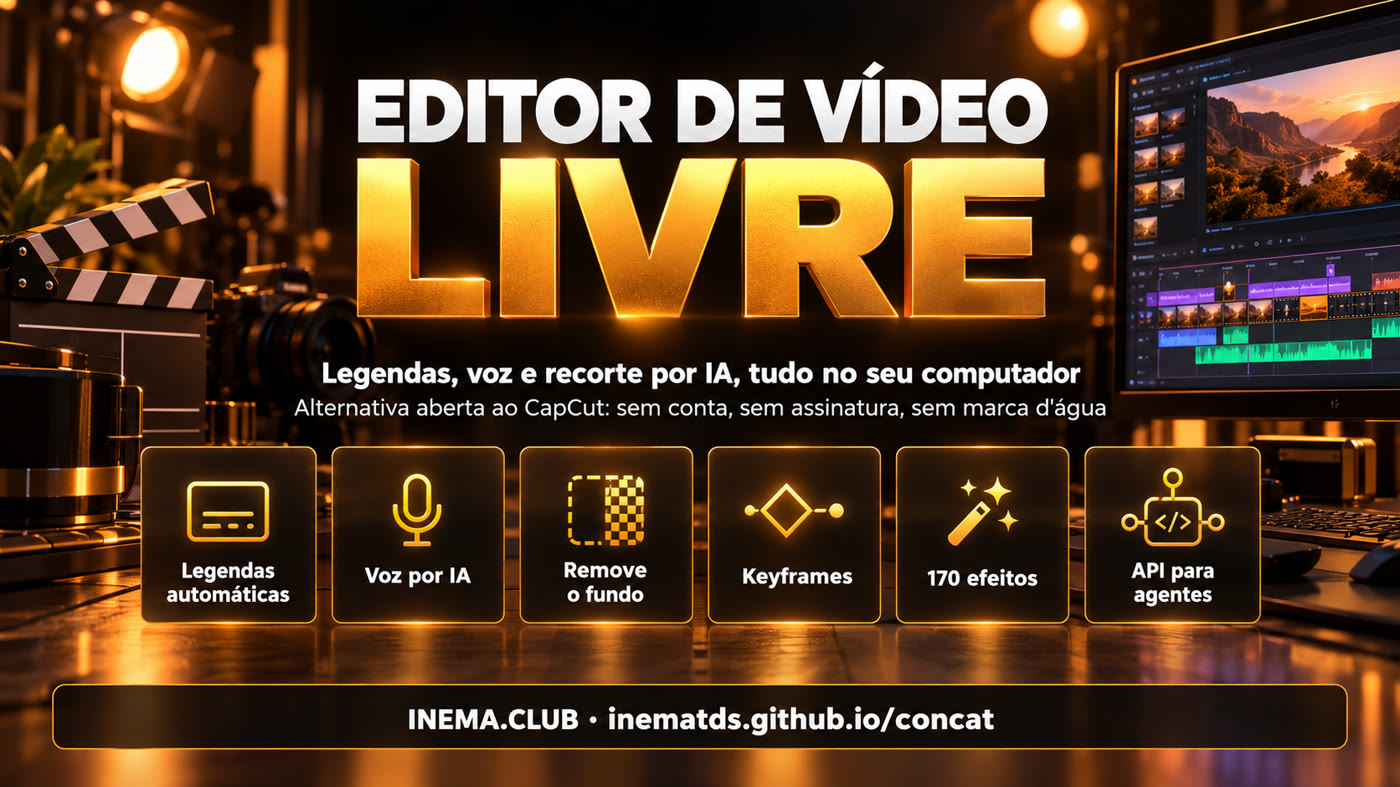 EDITOR DE VÍDEO
LIVRE
Legendas, voz e recorte por IA, tudo no seu computador
Alternativa aberta ao CapCut: sem conta, sem assinatura, sem marca d'água
Legendas
automáticas
Voz por IA
Remove
o fundo
Keyframes
170 efeitos
API para
agentes
INEMA.CLUB • inematds.github.io/concat